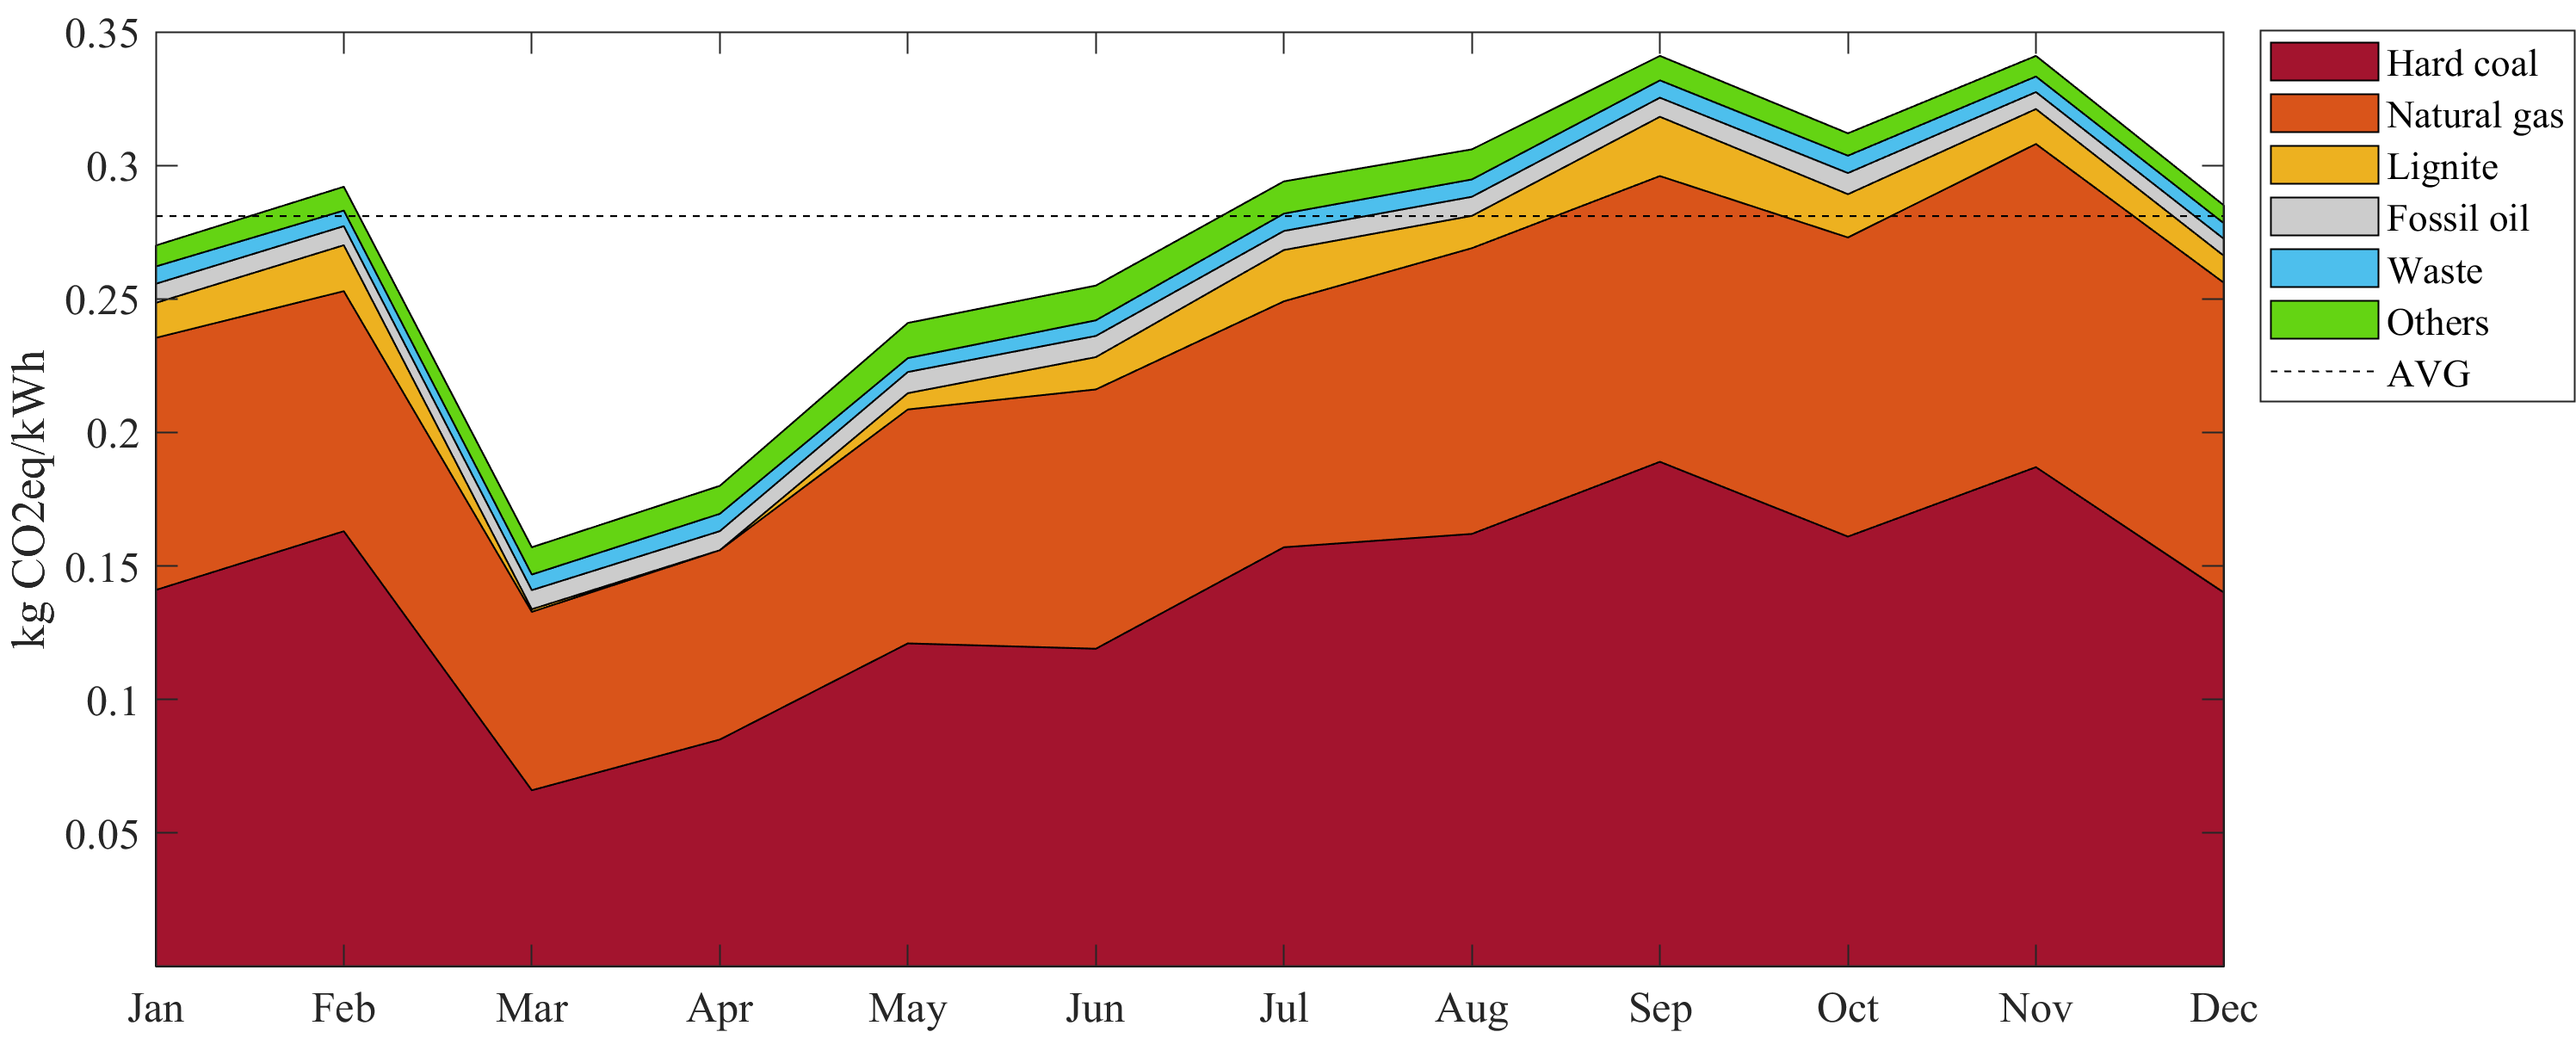 0.35
0.3
0.25
0.2
0.15
0.1
0.05
kg CO2eq/kWh
Jan Feb Mar Apr May Jun Jul Aug Sep Oct Nov Dec
Hard coal
Natural gas
Lignite
Fossil oil
Waste
Others
AVG